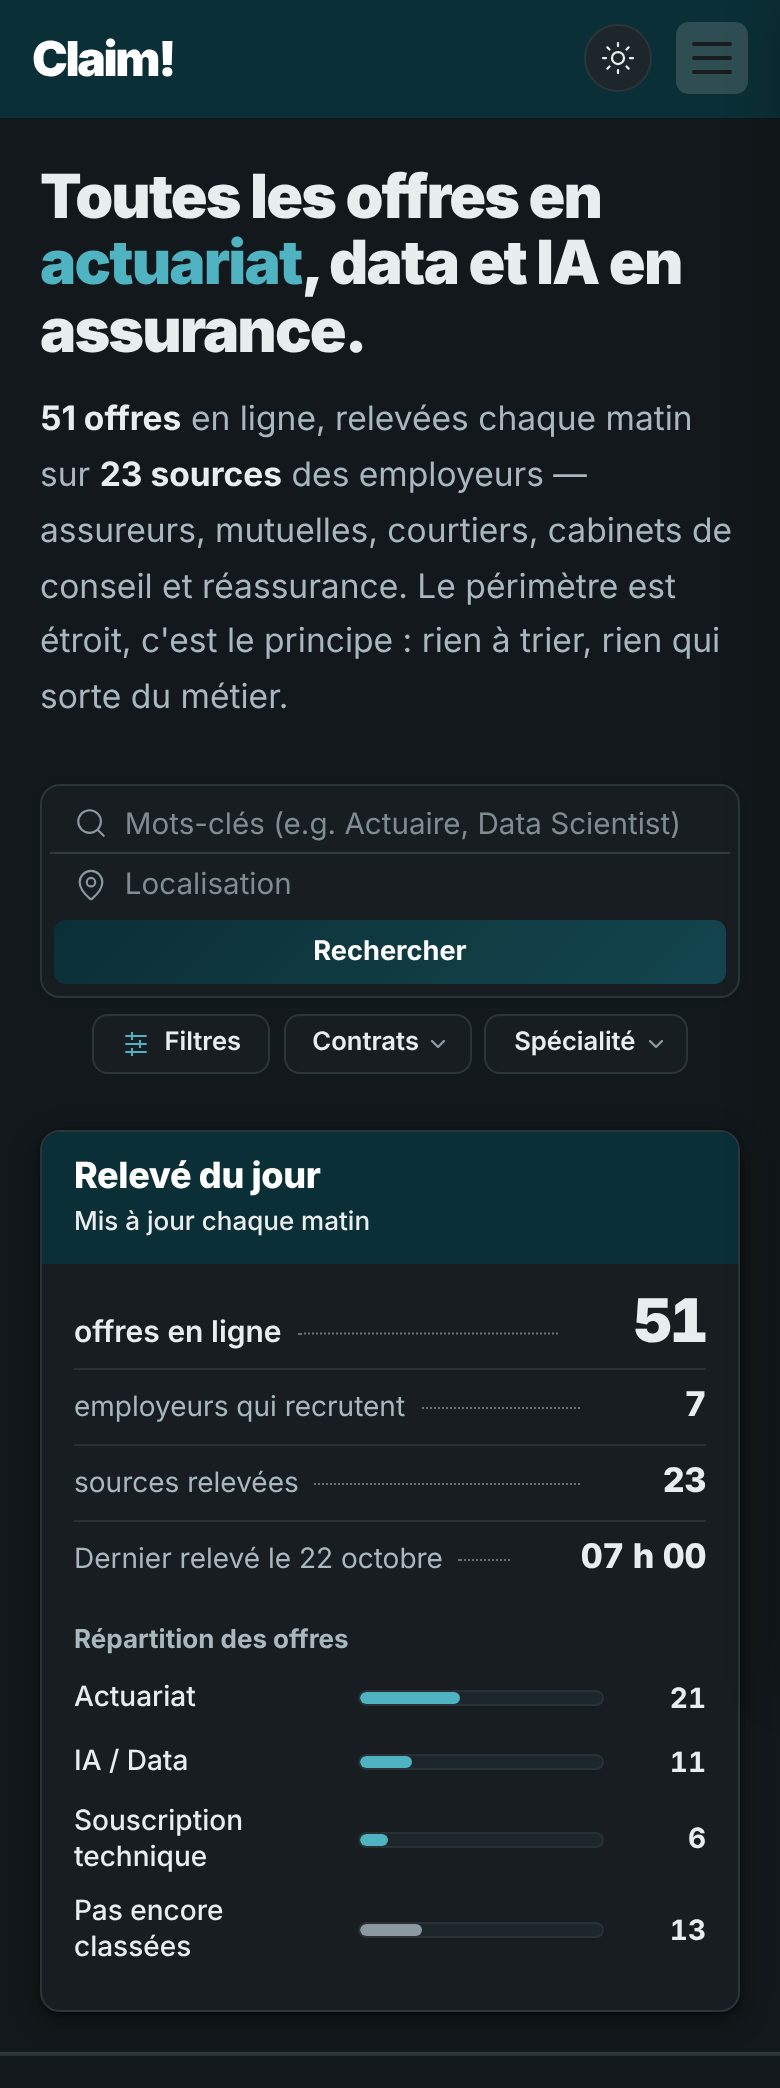 Claim!
Toutes les offres en
actuariat, data et IA en
assurance.
51 offres en ligne, relevées chaque matin
sur 23 sources des employeurs —
assureurs, mutuelles, courtiers, cabinets de
conseil et réassurance. Le périmètre est
étroit, c'est le principe : rien à trier, rien qui
sorte du métier.
Mots-clés (e.g. Actuaire, Data Scientist)
Localisation
Rechercher
Filtres Contrats Spécialité
Relevé du jour
Mis à jour chaque matin
offres en ligne 51
employeurs qui recrutent 7
sources relevées 23
Dernier relevé le 22 octobre 07 h 00
Répartition des offres
Actuariat 21
IA / Data 11
Souscription
technique 6
Pas encore
classées 13